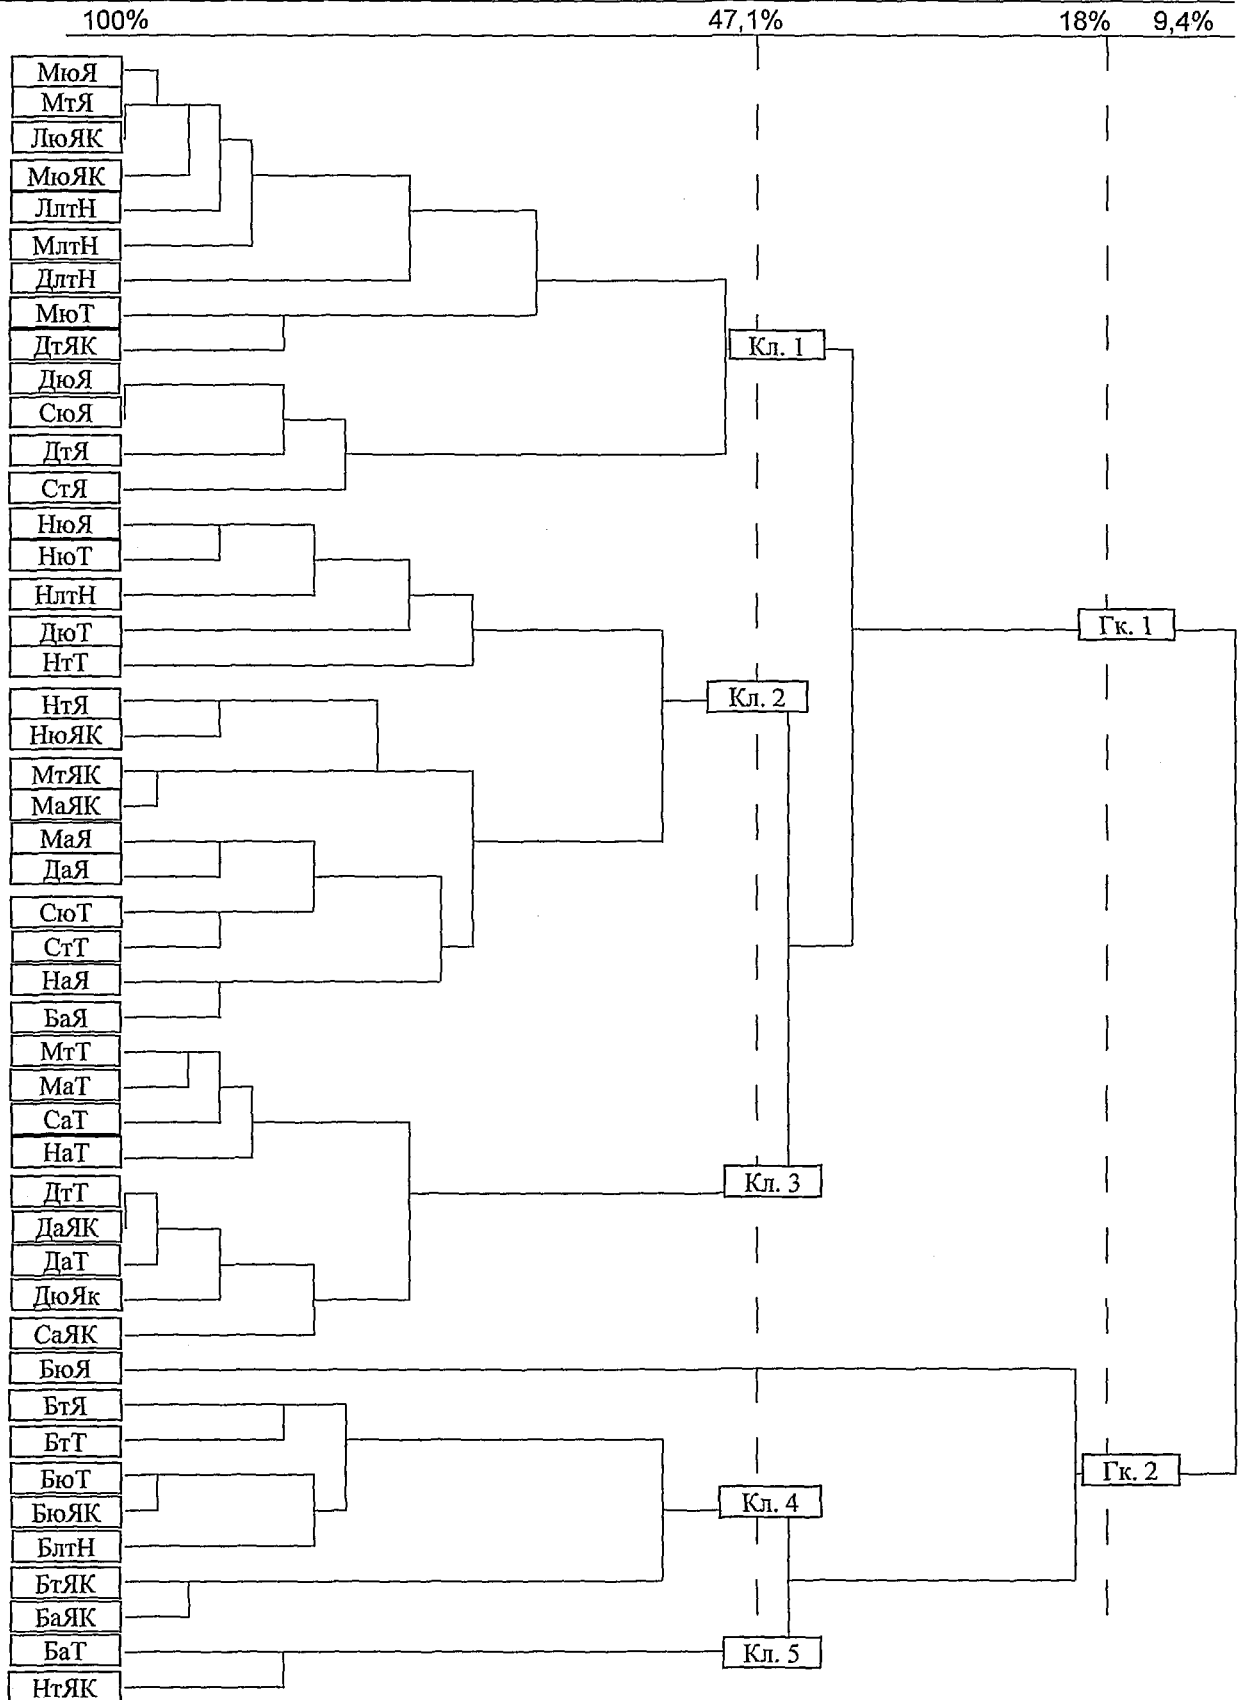 100% 47,1% 18% 9,4%
МюЯ
МтЯ
ЛюЯК
МюЯК
ЛлтН
МлтН
ДлтН
МюТ
ДтЯК
Кл. 1
ДюЯ
СюЯ
ДтЯ
СтЯ
НюЯ
НюТ
НлтН
ДюТ
Гк. 1
НтТ
НтЯ
Кл. 2
НюЯК
МтЯК
МаЯК
МаЯ
ДаЯ
СюТ
СтТ
НаЯ
БаЯ
МтТ
МаТ
СаТ
НаТ
ДтТ
Кл. 3
ДаЯК
ДаТ
ДюЯк
СаЯК
БюЯ
БтЯ
БтТ
БюТ
Гк. 2
БюЯК
Кл. 4
БлтН
БтЯК
БаЯК
БаТ
Кл. 5
НтЯК